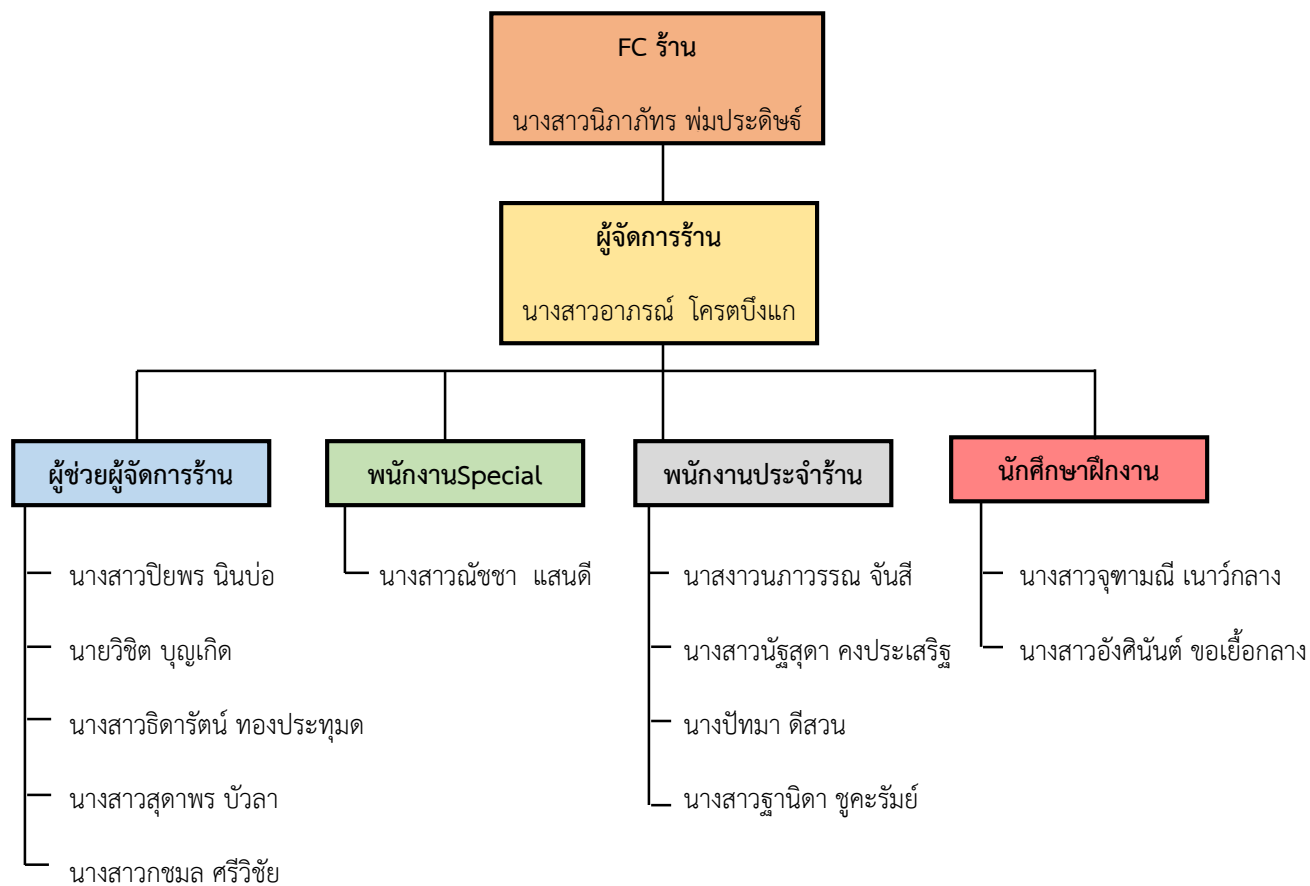 FC ร้าน
นางสาวนิภาภัทร พ่มประดิษฐ์
ผู้จัดการร้าน
นางสาวอาภรณ์ โครตบึงแก
ผู้ช่วยผู้จัดการร้าน
นางสาวปิยพร นินบ่อ
นายวิชิต บุญเกิด
นางสาวธิดารัตน์ ทองประทุมด
นางสาวสุดาพร บัวลา
นางสาวกชมล ศรีวิชัย
พนักงานSpecial
นางสาวณัชชา แสนดี
พนักงานประจำร้าน
นาสงาวนภาวรรณ จันสี
นางสาวนัฐสุดา คงประเสริฐ
นางปัทมา ดีสวน
นางสาวฐานิดา ชูคะรัมย์
นักศึกษาฝึกงาน
นางสาวจุฑามณี เนาว์กลาง
นางสาวอังศินันต์ ขอเยื้อกลาง